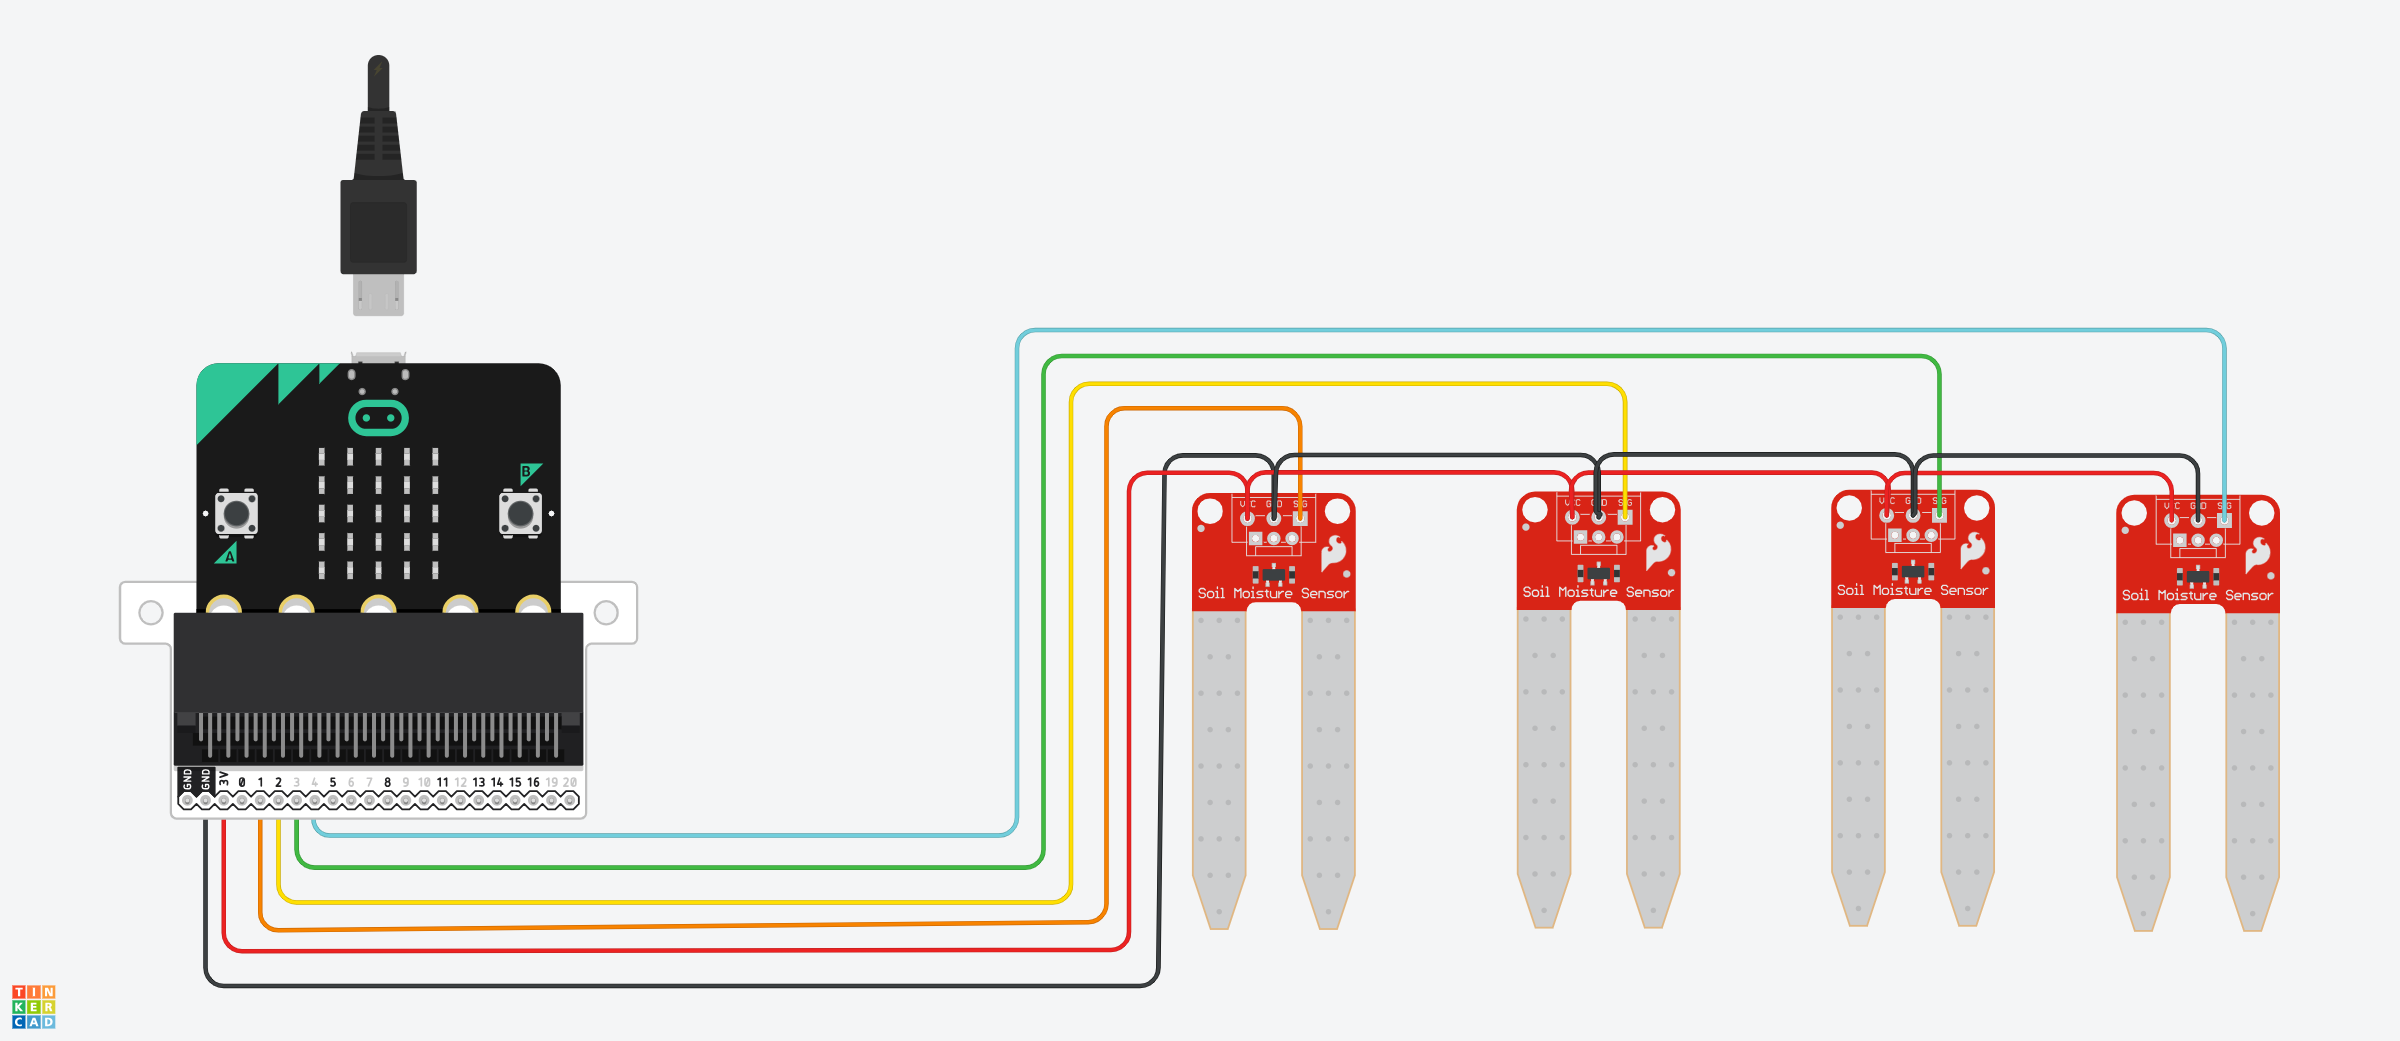 B
A
VCC GND SIG
VCC GND SIG
VCC GND SIG
VCC GND SIG
Soil Moisture Sensor
Soil Moisture Sensor
Soil Moisture Sensor
Soil Moisture Sensor
GND GND 3V 0 1 2 3 4 5 6 7 8 9 10 11 12 13 14 15 16 19 20
TIN
KER
CAD